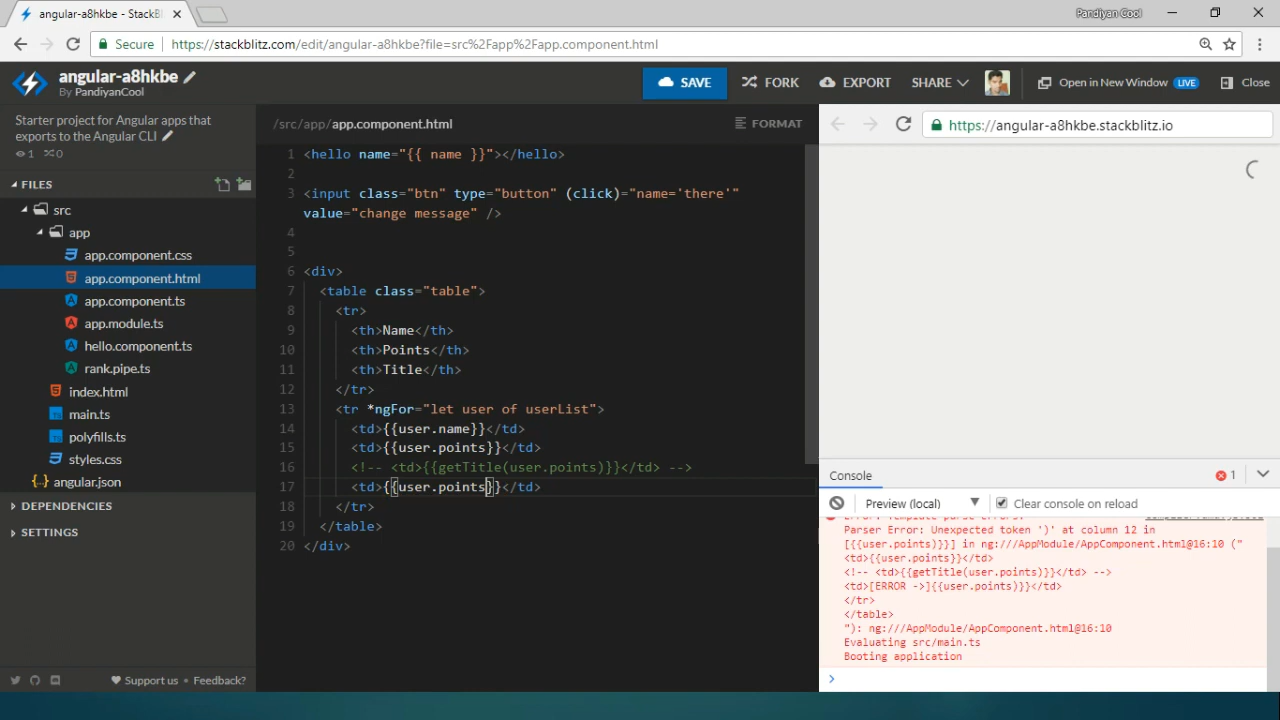 angular-a8hkbe - StackBl
Pandiyan Cool
Secure
https://stackblitz.com/edit/angular-a8hkbe?file=src%2Fapp%2Fapp.component.html
angular-a8hkbe
By PandiyanCool
SAVE
FORK
EXPORT
SHARE
Open in New Window
LIVE
Close
Starter project for Angular apps that
exports to the Angular CLI
1
0
FILES
src
app
app.component.css
app.component.html
app.component.ts
app.module.ts
hello.component.ts
rank.pipe.ts
index.html
main.ts
polyfills.ts
styles.css
angular.json
DEPENDENCIES
SETTINGS
Support us
Feedback?
/src/app/app.component.html
FORMAT
1 <hello name="{{ name }}"></hello>
2
3 <input class="btn" type="button" (click)="name='there'"
value="change message" />
4
5
6 <div>
7 <table class="table">
8 <tr>
9 <th>Name</th>
10 <th>Points</th>
11 <th>Title</th>
12 </tr>
13 <tr *ngFor="let user of userList">
14 <td>{{user.name}}</td>
15 <td>{{user.points}}</td>
16 <!-- <td>{{getTitle(user.points)}}</td> -->
17 <td>{{user.points}}</td>
18 </tr>
19 </table>
20 </div>
https://angular-a8hkbe.stackblitz.io
Console
1
Preview (local)
Clear console on reload
Parser Error: Unexpected token ')' at column 12 in
[{{user.points)}}] in ng:///AppModule/AppComponent.html@16:10 ("
<td>{{user.points}}</td>
<!-- <td>{{getTitle(user.points)}}</td> -->
<td>[ERROR ->]{{user.points)}}</td>
</tr>
</table>
"): ng:///AppModule/AppComponent.html@16:10
Evaluating src/main.ts
Booting application
>